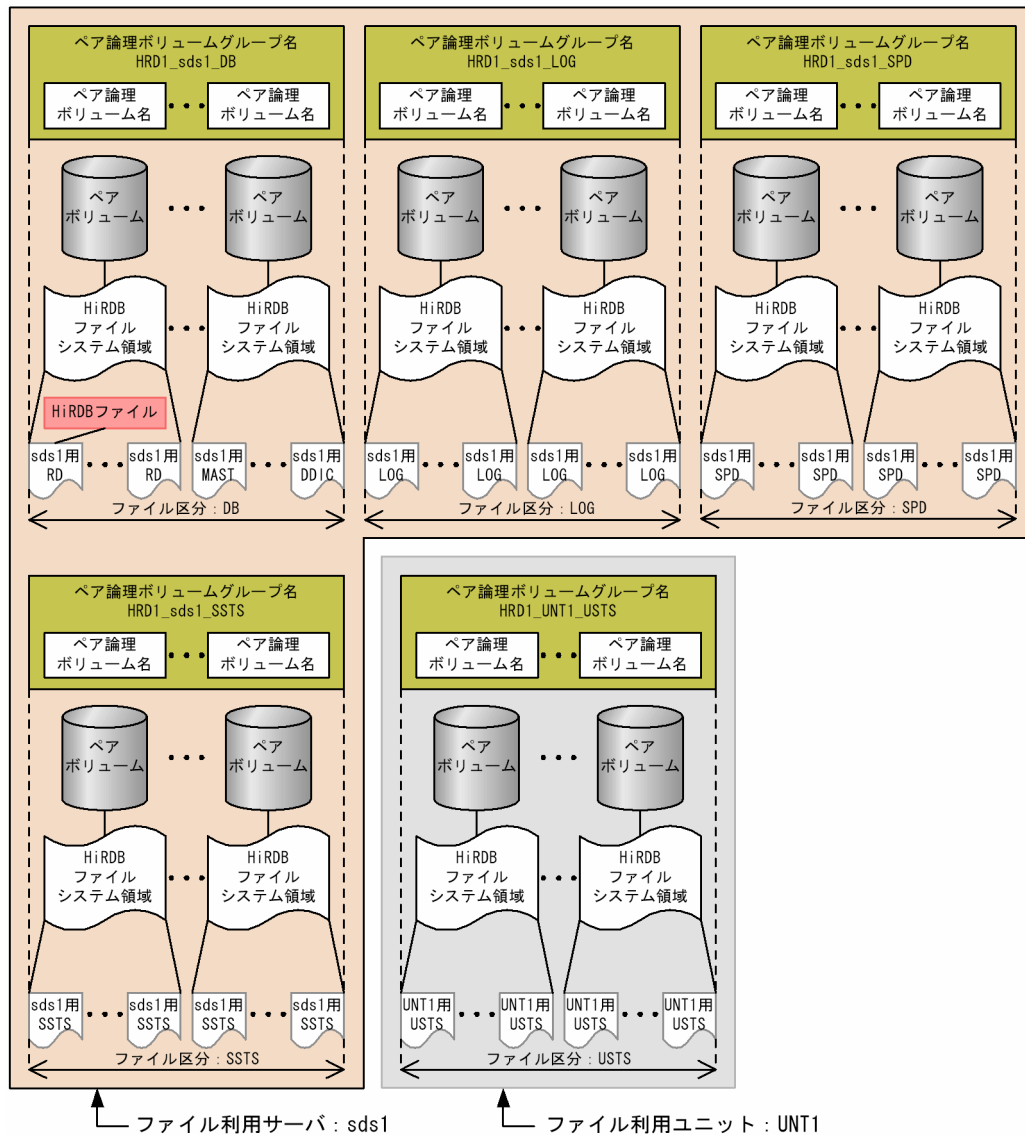 ペア論理ボリュームグループ名
HRD1_sds1_DB
ペア論理
ボリューム名
ペア論理
ボリューム名
ペア
ボリューム
ペア
ボリューム
HiRDB
ファイル
システム領域
HiRDB
ファイル
システム領域
HiRDBファイル
sds1用
RD
sds1用
RD
sds1用
MAST
sds1用
DDIC
ファイル区分:DB
ペア論理ボリュームグループ名
HRD1_sds1_LOG
ペア論理
ボリューム名
ペア論理
ボリューム名
ペア
ボリューム
ペア
ボリューム
HiRDB
ファイル
システム領域
HiRDB
ファイル
システム領域
sds1用
LOG
sds1用
LOG
sds1用
LOG
sds1用
LOG
ファイル区分:LOG
ペア論理ボリュームグループ名
HRD1_sds1_SPD
ペア論理
ボリューム名
ペア論理
ボリューム名
ペア
ボリューム
ペア
ボリューム
HiRDB
ファイル
システム領域
HiRDB
ファイル
システム領域
sds1用
SPD
sds1用
SPD
sds1用
SPD
sds1用
SPD
ファイル区分:SPD
ペア論理ボリュームグループ名
HRD1_sds1_SSTS
ペア論理
ボリューム名
ペア論理
ボリューム名
ペア
ボリューム
ペア
ボリューム
HiRDB
ファイル
システム領域
HiRDB
ファイル
システム領域
sds1用
SSTS
sds1用
SSTS
sds1用
SSTS
sds1用
SSTS
ファイル区分:SSTS
ペア論理ボリュームグループ名
HRD1_UNT1_USTS
ペア論理
ボリューム名
ペア論理
ボリューム名
ペア
ボリューム
ペア
ボリューム
HiRDB
ファイル
システム領域
HiRDB
ファイル
システム領域
UNT1用
USTS
UNT1用
USTS
UNT1用
USTS
UNT1用
USTS
ファイル区分:USTS
ファイル利用サーバ:sds1
ファイル利用ユニット:UNT1